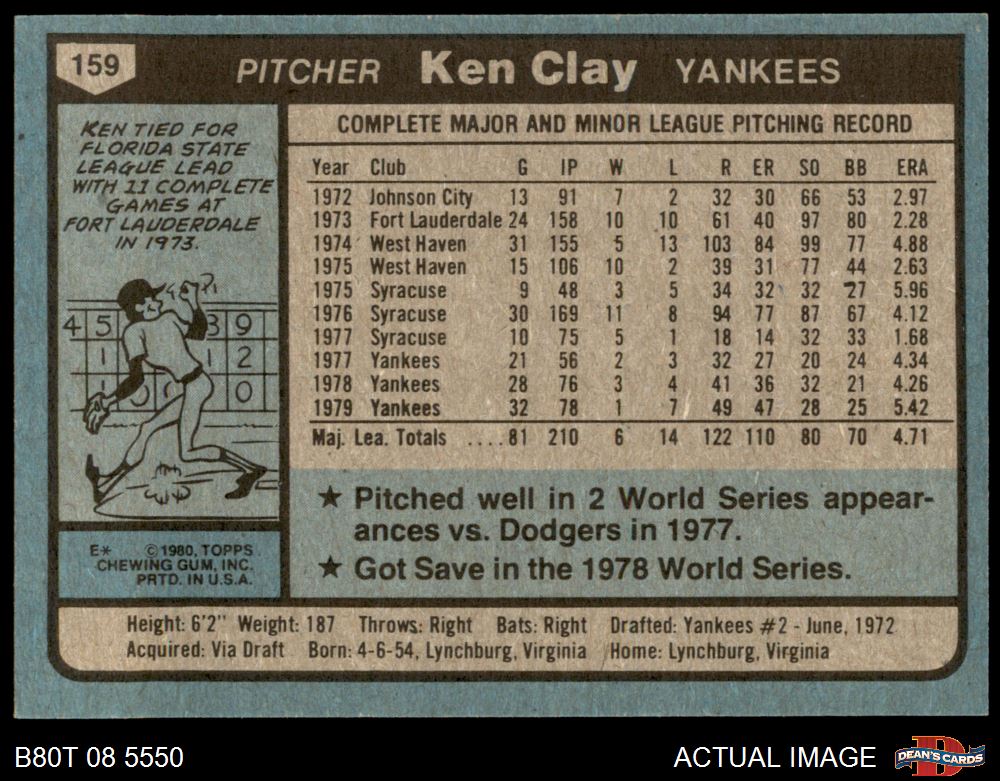 159
PITCHER Ken Clay YANKEES
KEN TIED FOR
FLORIDA STATE
LEAGUE LEAD
WITH 11 COMPLETE
GAMES AT
FORT LAUDERDALE
IN 1973.
4 5 3 9
1 1 2
1 0 0 0
COMPLETE MAJOR AND MINOR LEAGUE PITCHING RECORD
Year Club G IP W L R ER SO BB ERA
1972 Johnson City 13 91 7 2 32 30 66 53 2.97
1973 Fort Lauderdale 24 158 10 10 61 40 97 80 2.28
1974 West Haven 31 155 5 13 103 84 99 77 4.88
1975 West Haven 15 106 10 2 39 31 77 44 2.63
1975 Syracuse 9 48 3 5 34 32 32 27 5.96
1976 Syracuse 30 169 11 8 94 77 87 67 4.12
1977 Syracuse 10 75 5 1 18 14 32 33 1.68
1977 Yankees 21 56 2 3 32 27 20 24 4.34
1978 Yankees 28 76 3 4 41 36 32 21 4.26
1979 Yankees 32 78 1 7 49 47 28 25 5.42
Maj. Lea. Totals ....81 210 6 14 122 110 80 70 4.71
★ Pitched well in 2 World Series appear-
ances vs. Dodgers in 1977.
★ Got Save in the 1978 World Series.
E* ©1980, TOPPS
CHEWING GUM, INC.
PRTD. IN U.S.A.
Height: 6'2" Weight: 187 Throws: Right Bats: Right Drafted: Yankees #2 - June, 1972
Acquired: Via Draft Born: 4-6-54, Lynchburg, Virginia Home: Lynchburg, Virginia
B80T 08 5550
ACTUAL IMAGE
D
DEAN'S CARDS